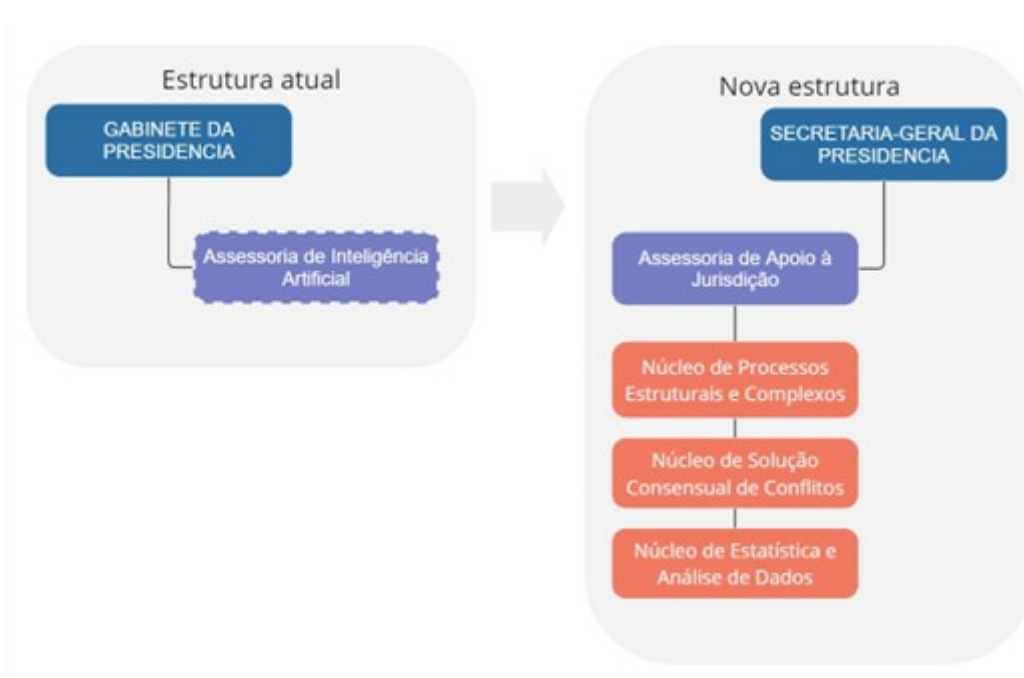 Estrutura atual
GABINETE DA
PRESIDENCIA
Assessoria de Inteligência
Artificial
Nova estrutura
SECRETARIA-GERAL DA
PRESIDENCIA
Assessoria de Apoio à
Jurisdição
Núcleo de Processos
Estruturais e Complexos
Núcleo de Solução
Consensual de Conflitos
Núcleo de Estatística e
Análise de Dados